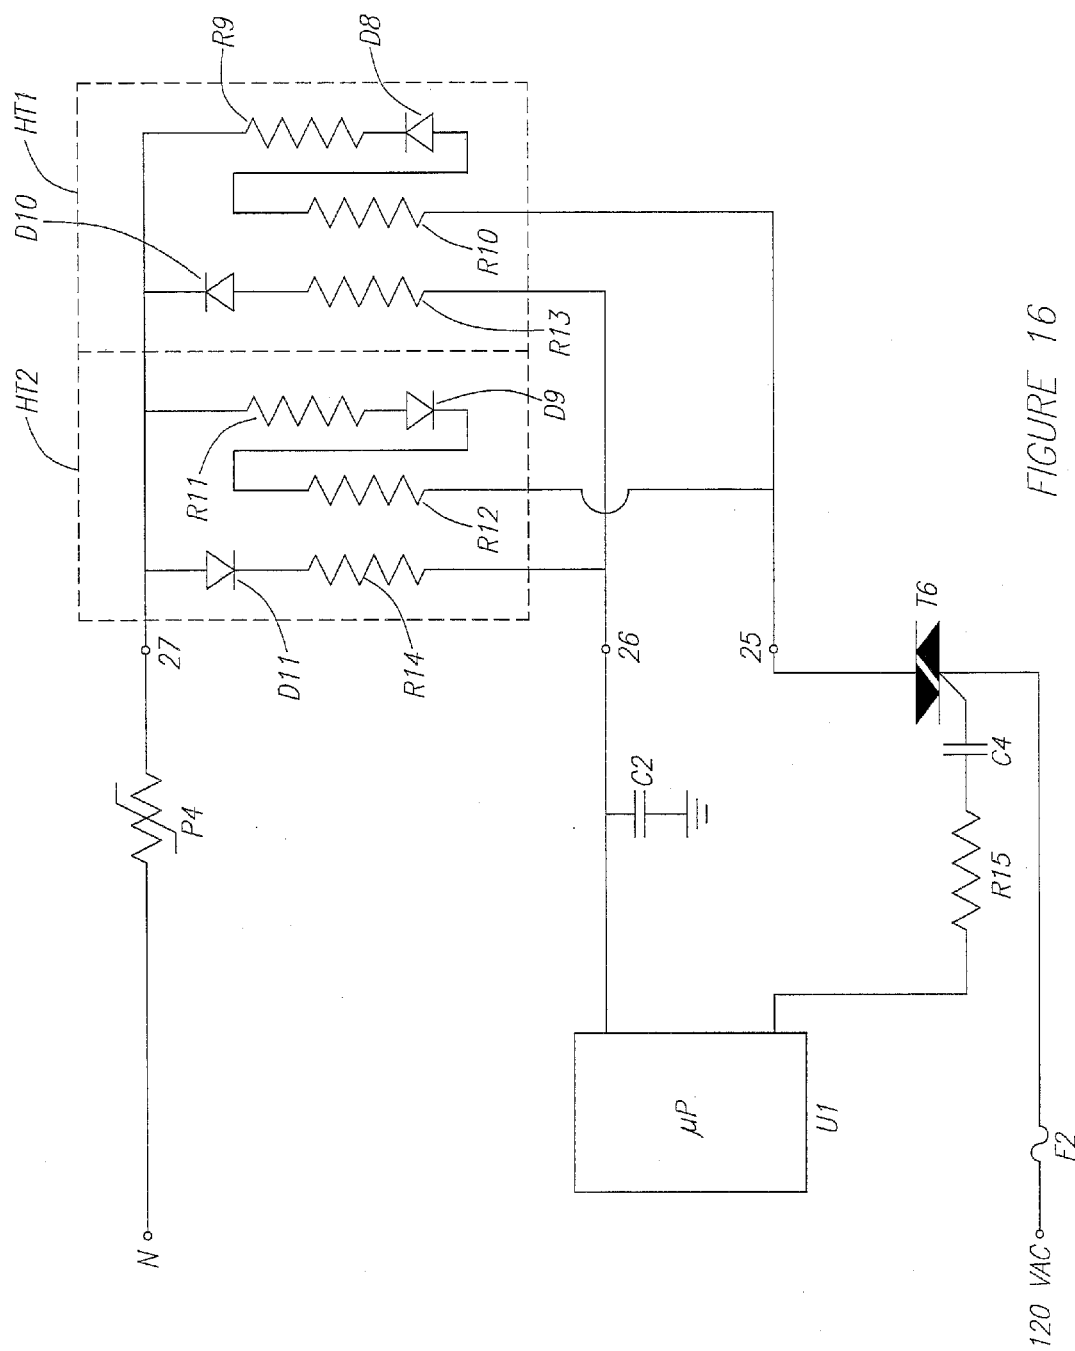 HT2
HT1
D10
R9
D8
R11
R12
D9
R13
R10
D11
R14
N
P4
27
26
25
C2
μP
U1
R15
C4
T6
120 VAC
F2
FIGURE 16